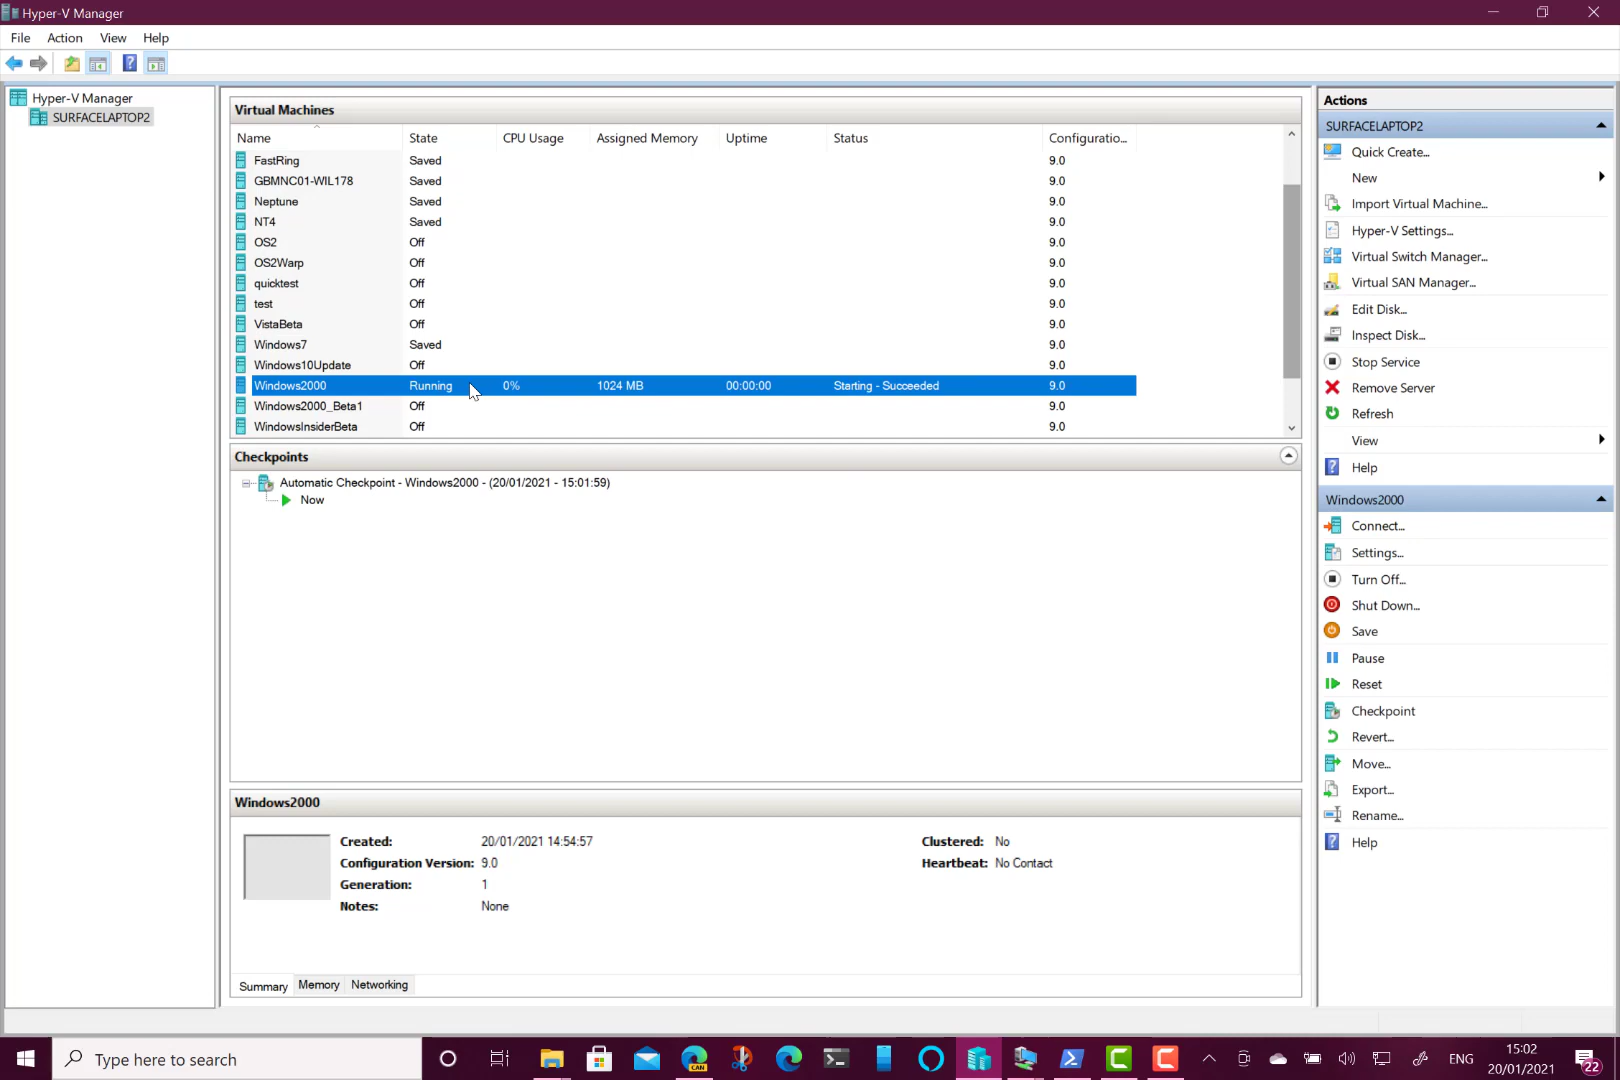 Hyper-V Manager
File Action View Help
Hyper-V Manager
SURFACELAPTOP2
Virtual Machines
Name State CPU Usage Assigned Memory Uptime Status Configuratio...
FastRing Saved 9.0
GBMNC01-WIL178 Saved 9.0
Neptune Saved 9.0
NT4 Saved 9.0
OS2 Off 9.0
OS2Warp Off 9.0
quicktest Off 9.0
test Off 9.0
VistaBeta Off 9.0
Windows7 Saved 9.0
Windows10Update Off 9.0
Windows2000 Running 0% 1024 MB 00:00:00 Starting - Succeeded 9.0
Windows2000_Beta1 Off 9.0
WindowsInsiderBeta Off 9.0
Checkpoints
Automatic Checkpoint - Windows2000 - (20/01/2021 - 15:01:59)
Now
Windows2000
Created: 20/01/2021 14:54:57 Clustered: No
Configuration Version: 9.0 Heartbeat: No Contact
Generation: 1
Notes: None
Summary Memory Networking
Actions
SURFACELAPTOP2
Quick Create...
New
Import Virtual Machine...
Hyper-V Settings...
Virtual Switch Manager...
Virtual SAN Manager...
Edit Disk...
Inspect Disk...
Stop Service
Remove Server
Refresh
View
Help
Windows2000
Connect...
Settings...
Turn Off...
Shut Down...
Save
Pause
Reset
Checkpoint
Revert...
Move...
Export...
Rename...
Help
Type here to search
CAN
ENG
15:02
20/01/2021
22